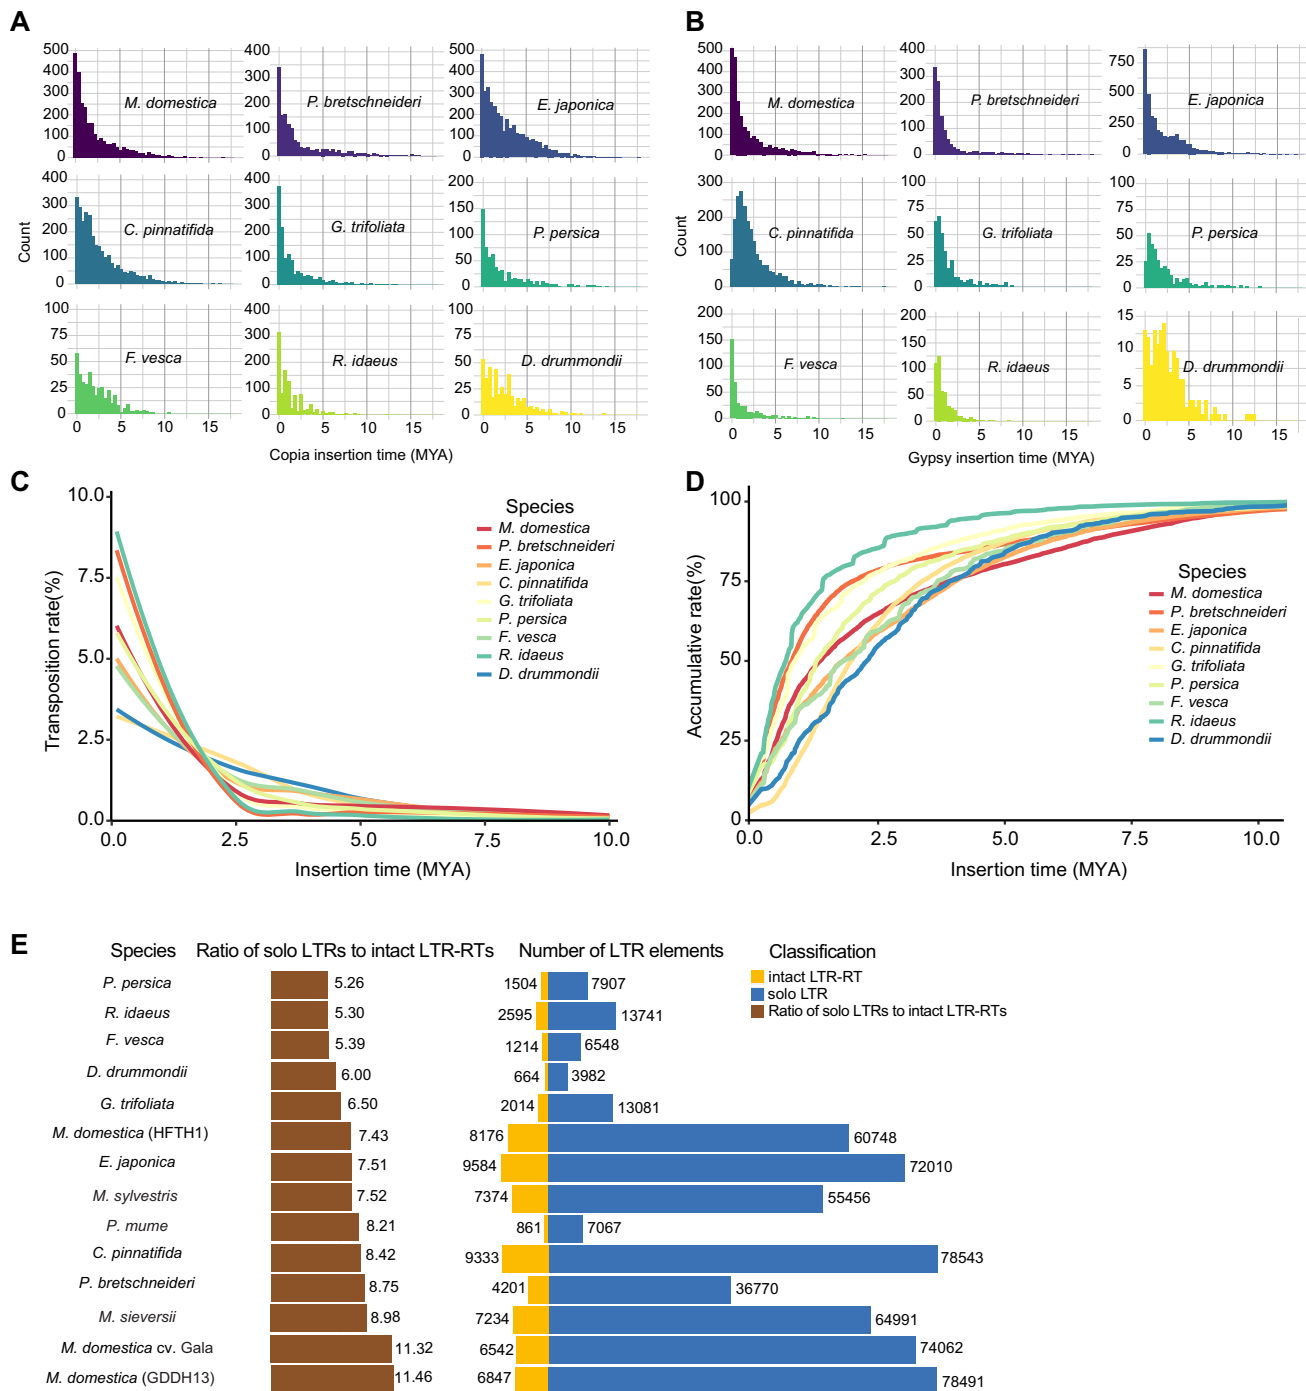 A
500
400
300
200
100
0
M. domestica
400
300
200
100
0
P. bretschneideri
500
400
300
200
100
0
E. japonica
Count
400
300
200
100
0
C. pinnatifida
400
300
200
100
0
G. trifoliata
200
150
100
50
0
P. persica
100
75
50
25
0
F. vesca
0 5 10 15
400
300
200
100
0
R. idaeus
0 5 10 15
100
75
50
25
0
D. drummondii
0 5 10 15
Copia insertion time (MYA)
B
500
400
300
200
100
0
M. domestica
400
300
200
100
0
P. bretschneideri
750
500
250
0
E. japonica
Count
300
200
100
0
C. pinnatifida
100
75
50
25
0
G. trifoliata
100
75
50
25
0
P. persica
200
150
100
50
0
F. vesca
0 5 10 15
200
150
100
50
0
R. idaeus
0 5 10 15
15
10
5
0
D. drummondii
0 5 10 15
Gypsy insertion time (MYA)
C
Transposition rate(%)
10.0
7.5
5.0
2.5
0.0
0.0 2.5 5.0 7.5 10.0
Insertion time (MYA)
Species
M. domestica
P. bretschneideri
E. japonica
C. pinnatifida
G. trifoliata
P. persica
F. vesca
R. idaeus
D. drummondii
D
Accumulative rate(%)
100
75
50
25
0
0.0 2.5 5.0 7.5 10.0
Insertion time (MYA)
Species
M. domestica
P. bretschneideri
E. japonica
C. pinnatifida
G. trifoliata
P. persica
F. vesca
R. idaeus
D. drummondii
E
Species Ratio of solo LTRs to intact LTR-RTs Number of LTR elements Classification
intact LTR-RT
solo LTR
Ratio of solo LTRs to intact LTR-RTs
P. persica 5.26 1504 7907
R. idaeus 5.30 2595 13741
F. vesca 5.39 1214 6548
D. drummondii 6.00 664 3982
G. trifoliata 6.50 2014 13081
M. domestica (HFTH1) 7.43 8176 60748
E. japonica 7.51 9584 72010
M. sylvestris 7.52 7374 55456
P. mume 8.21 861 7067
C. pinnatifida 8.42 9333 78543
P. bretschneideri 8.75 4201 36770
M. sieversii 8.98 7234 64991
M. domestica cv. Gala 11.32 6542 74062
M. domestica (GDDH13) 11.46 6847 78491